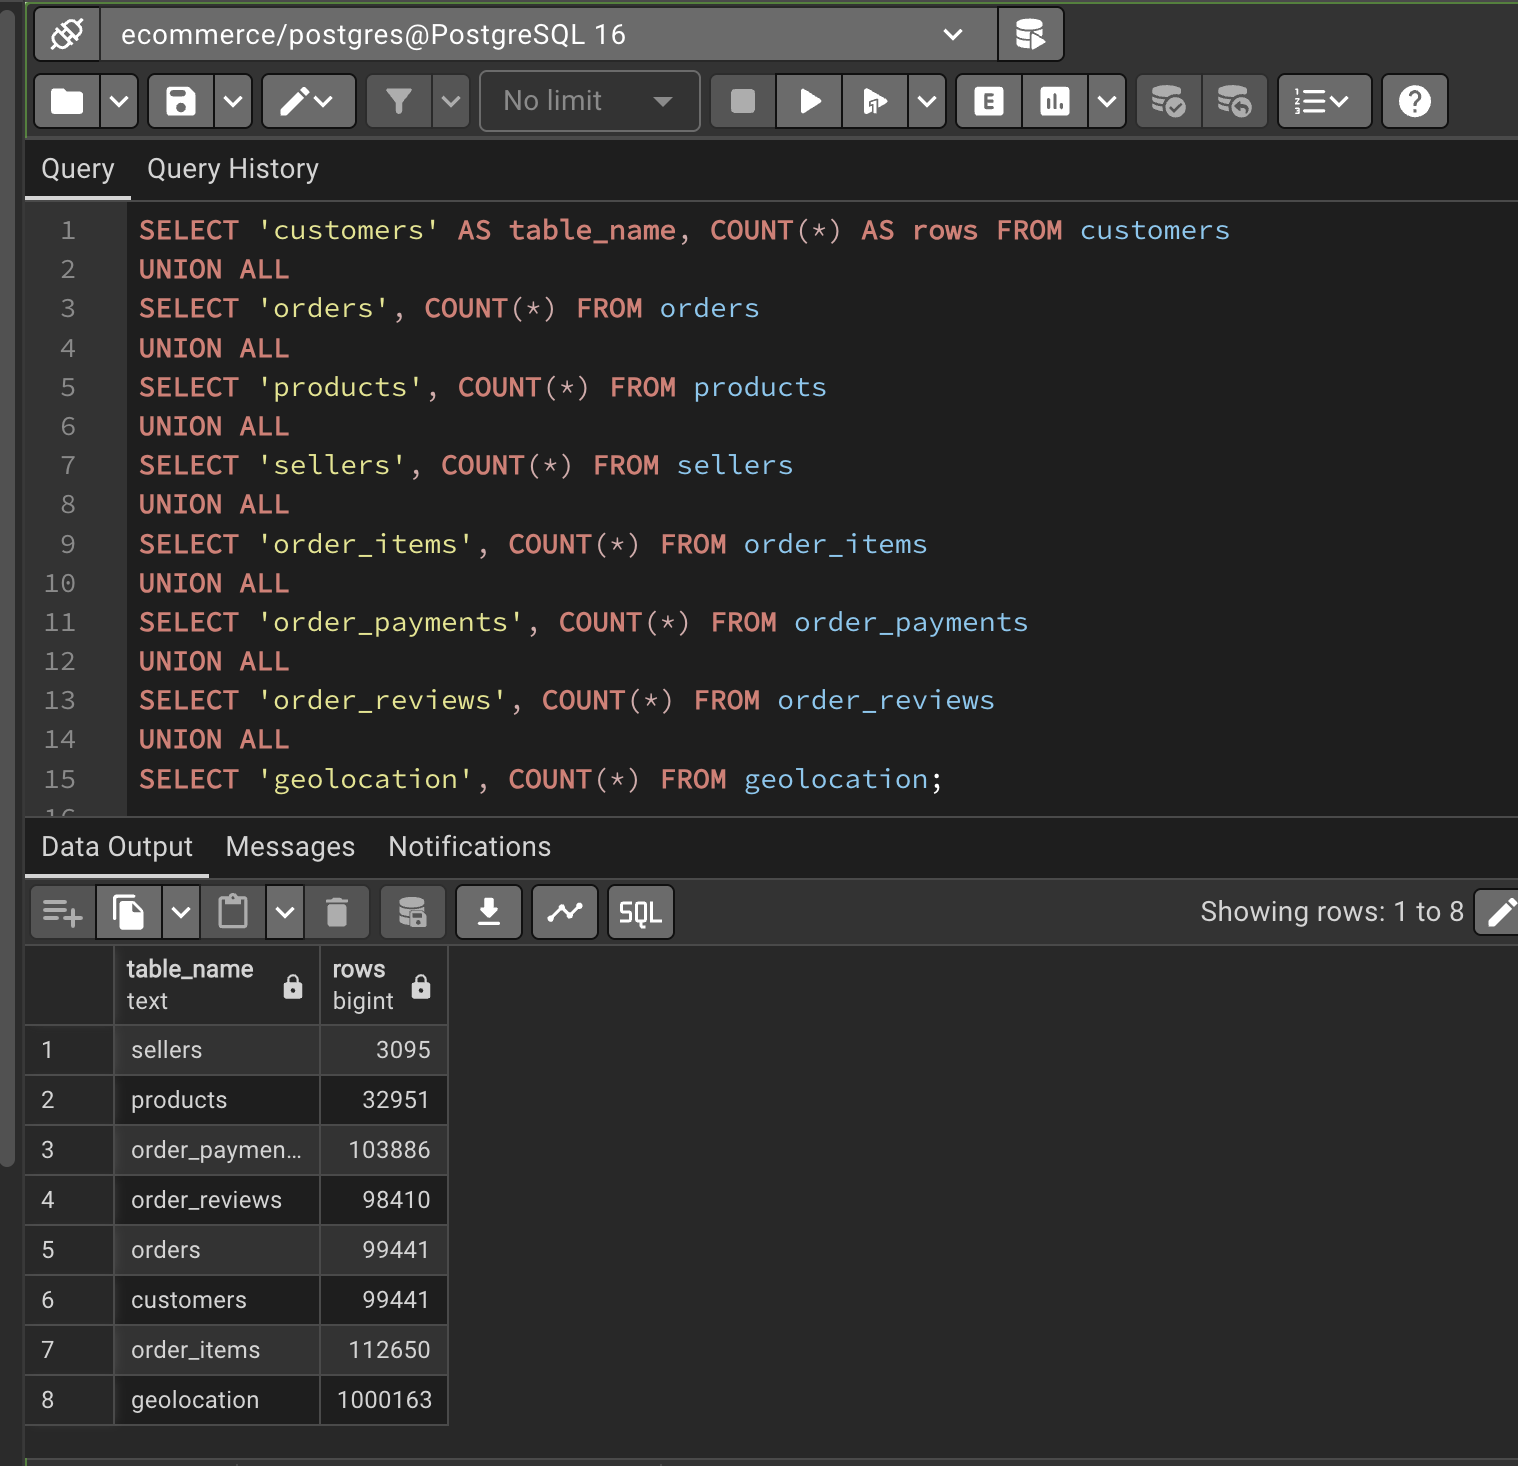 ecommerce/postgres@PostgreSQL 16
No limit
E
Query Query History
1 SELECT 'customers' AS table_name, COUNT(*) AS rows FROM customers
2 UNION ALL
3 SELECT 'orders', COUNT(*) FROM orders
4 UNION ALL
5 SELECT 'products', COUNT(*) FROM products
6 UNION ALL
7 SELECT 'sellers', COUNT(*) FROM sellers
8 UNION ALL
9 SELECT 'order_items', COUNT(*) FROM order_items
10 UNION ALL
11 SELECT 'order_payments', COUNT(*) FROM order_payments
12 UNION ALL
13 SELECT 'order_reviews', COUNT(*) FROM order_reviews
14 UNION ALL
15 SELECT 'geolocation', COUNT(*) FROM geolocation;
16
Data Output Messages Notifications
SQL Showing rows: 1 to 8
table_name rows
text bigint
1 sellers 3095
2 products 32951
3 order_paymen... 103886
4 order_reviews 98410
5 orders 99441
6 customers 99441
7 order_items 112650
8 geolocation 1000163